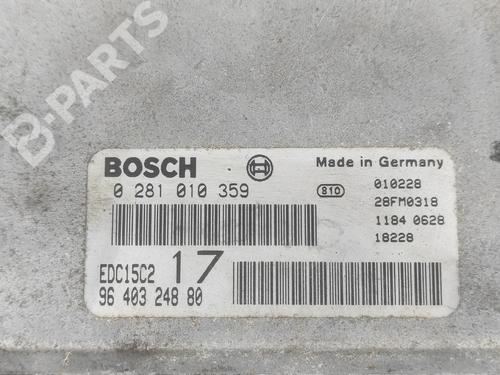 B-PARTS
BOSCH
Made in Germany
0 281 010 359
810
010228
28FM0318
1184 0628
18228
EDC15C2 17
96 403 248 80